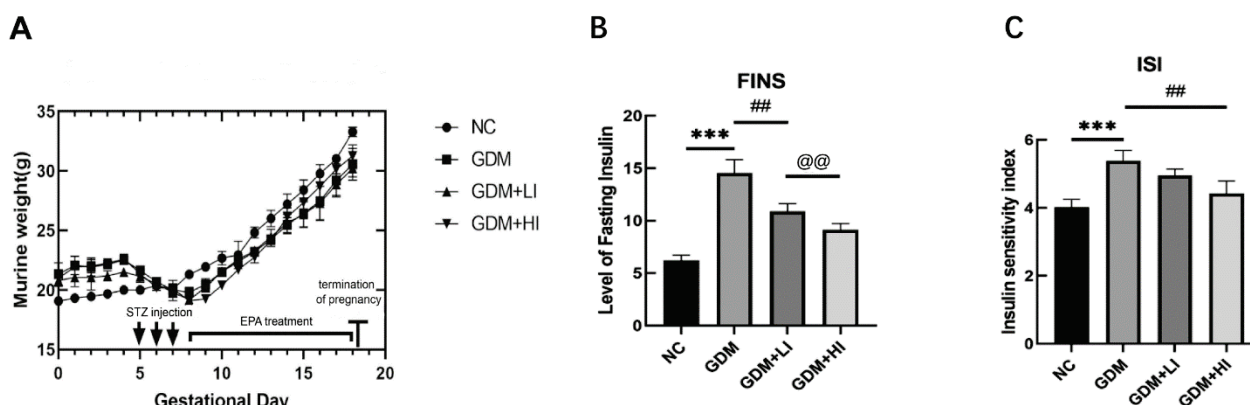 A
35
30
25
20
15
Murine weight(g)
STZ injection
EPA treatment
termination
of pregnancy
0
5
10
15
20
Gestational Day
NC
GDM
GDM+LI
GDM+HI
B
FINS
##
***
@@
20
15
10
5
0
Level of Fasting Insulin
NC
GDM
GDM+LI
GDM+HI
C
ISI
##
***
6
4
2
0
Insulin sensitivity index
NC
GDM
GDM+LI
GDM+HI